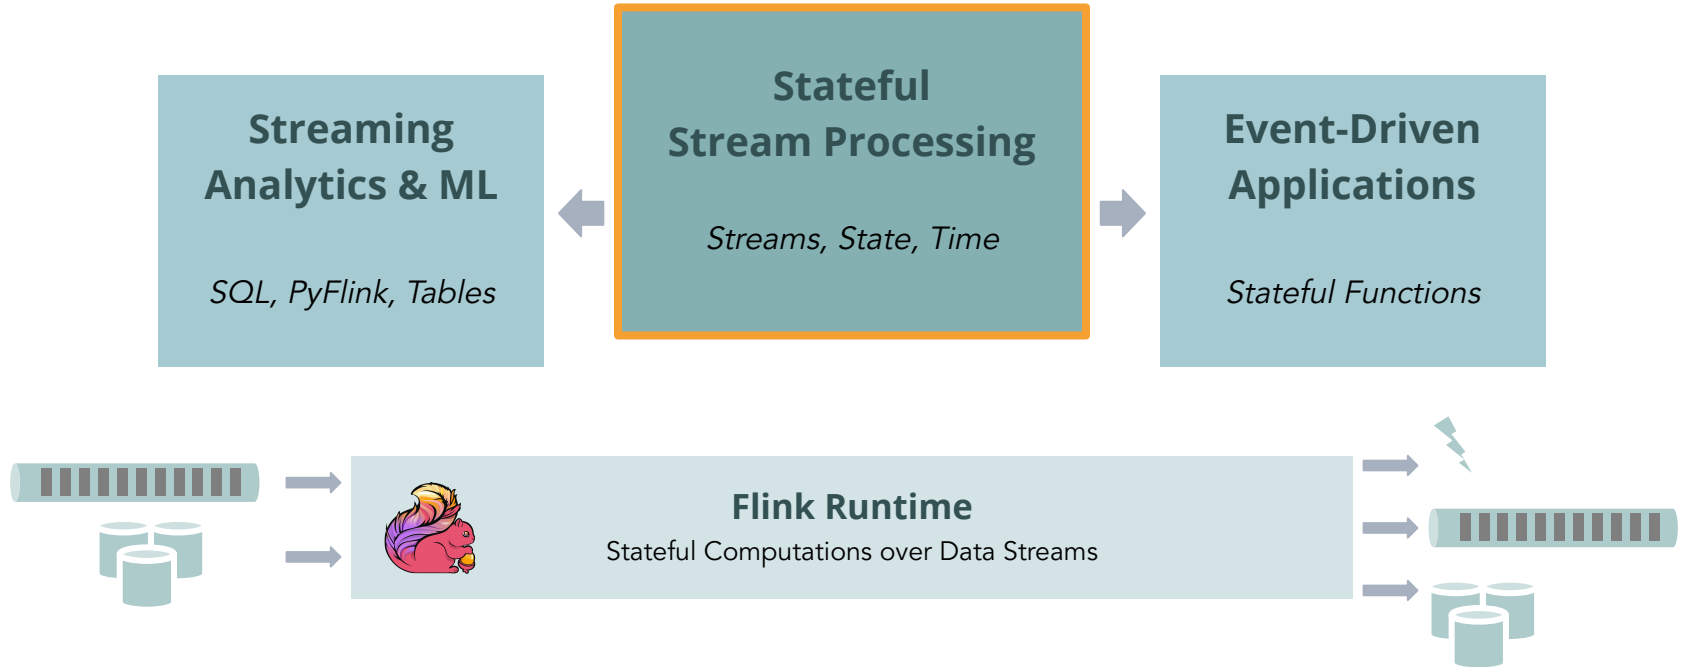 Streaming
Analytics & ML
SQL, PyFlink, Tables
Stateful
Stream Processing
Streams, State, Time
Event-Driven
Applications
Stateful Functions
Flink Runtime
Stateful Computations over Data Streams